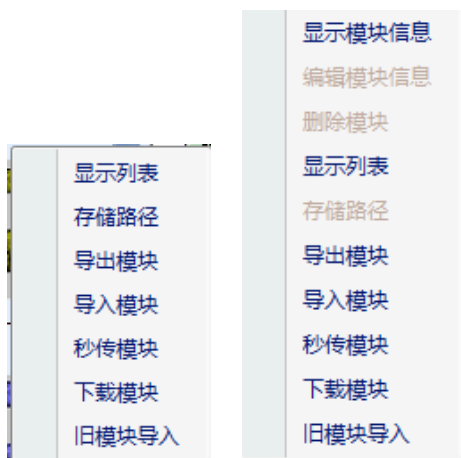 显示列表
存储路径
导出模块
导入模块
秒传模块
下载模块
旧模块导入
显示模块信息
编辑模块信息
删除模块
显示列表
存储路径
导出模块
导入模块
秒传模块
下载模块
旧模块导入